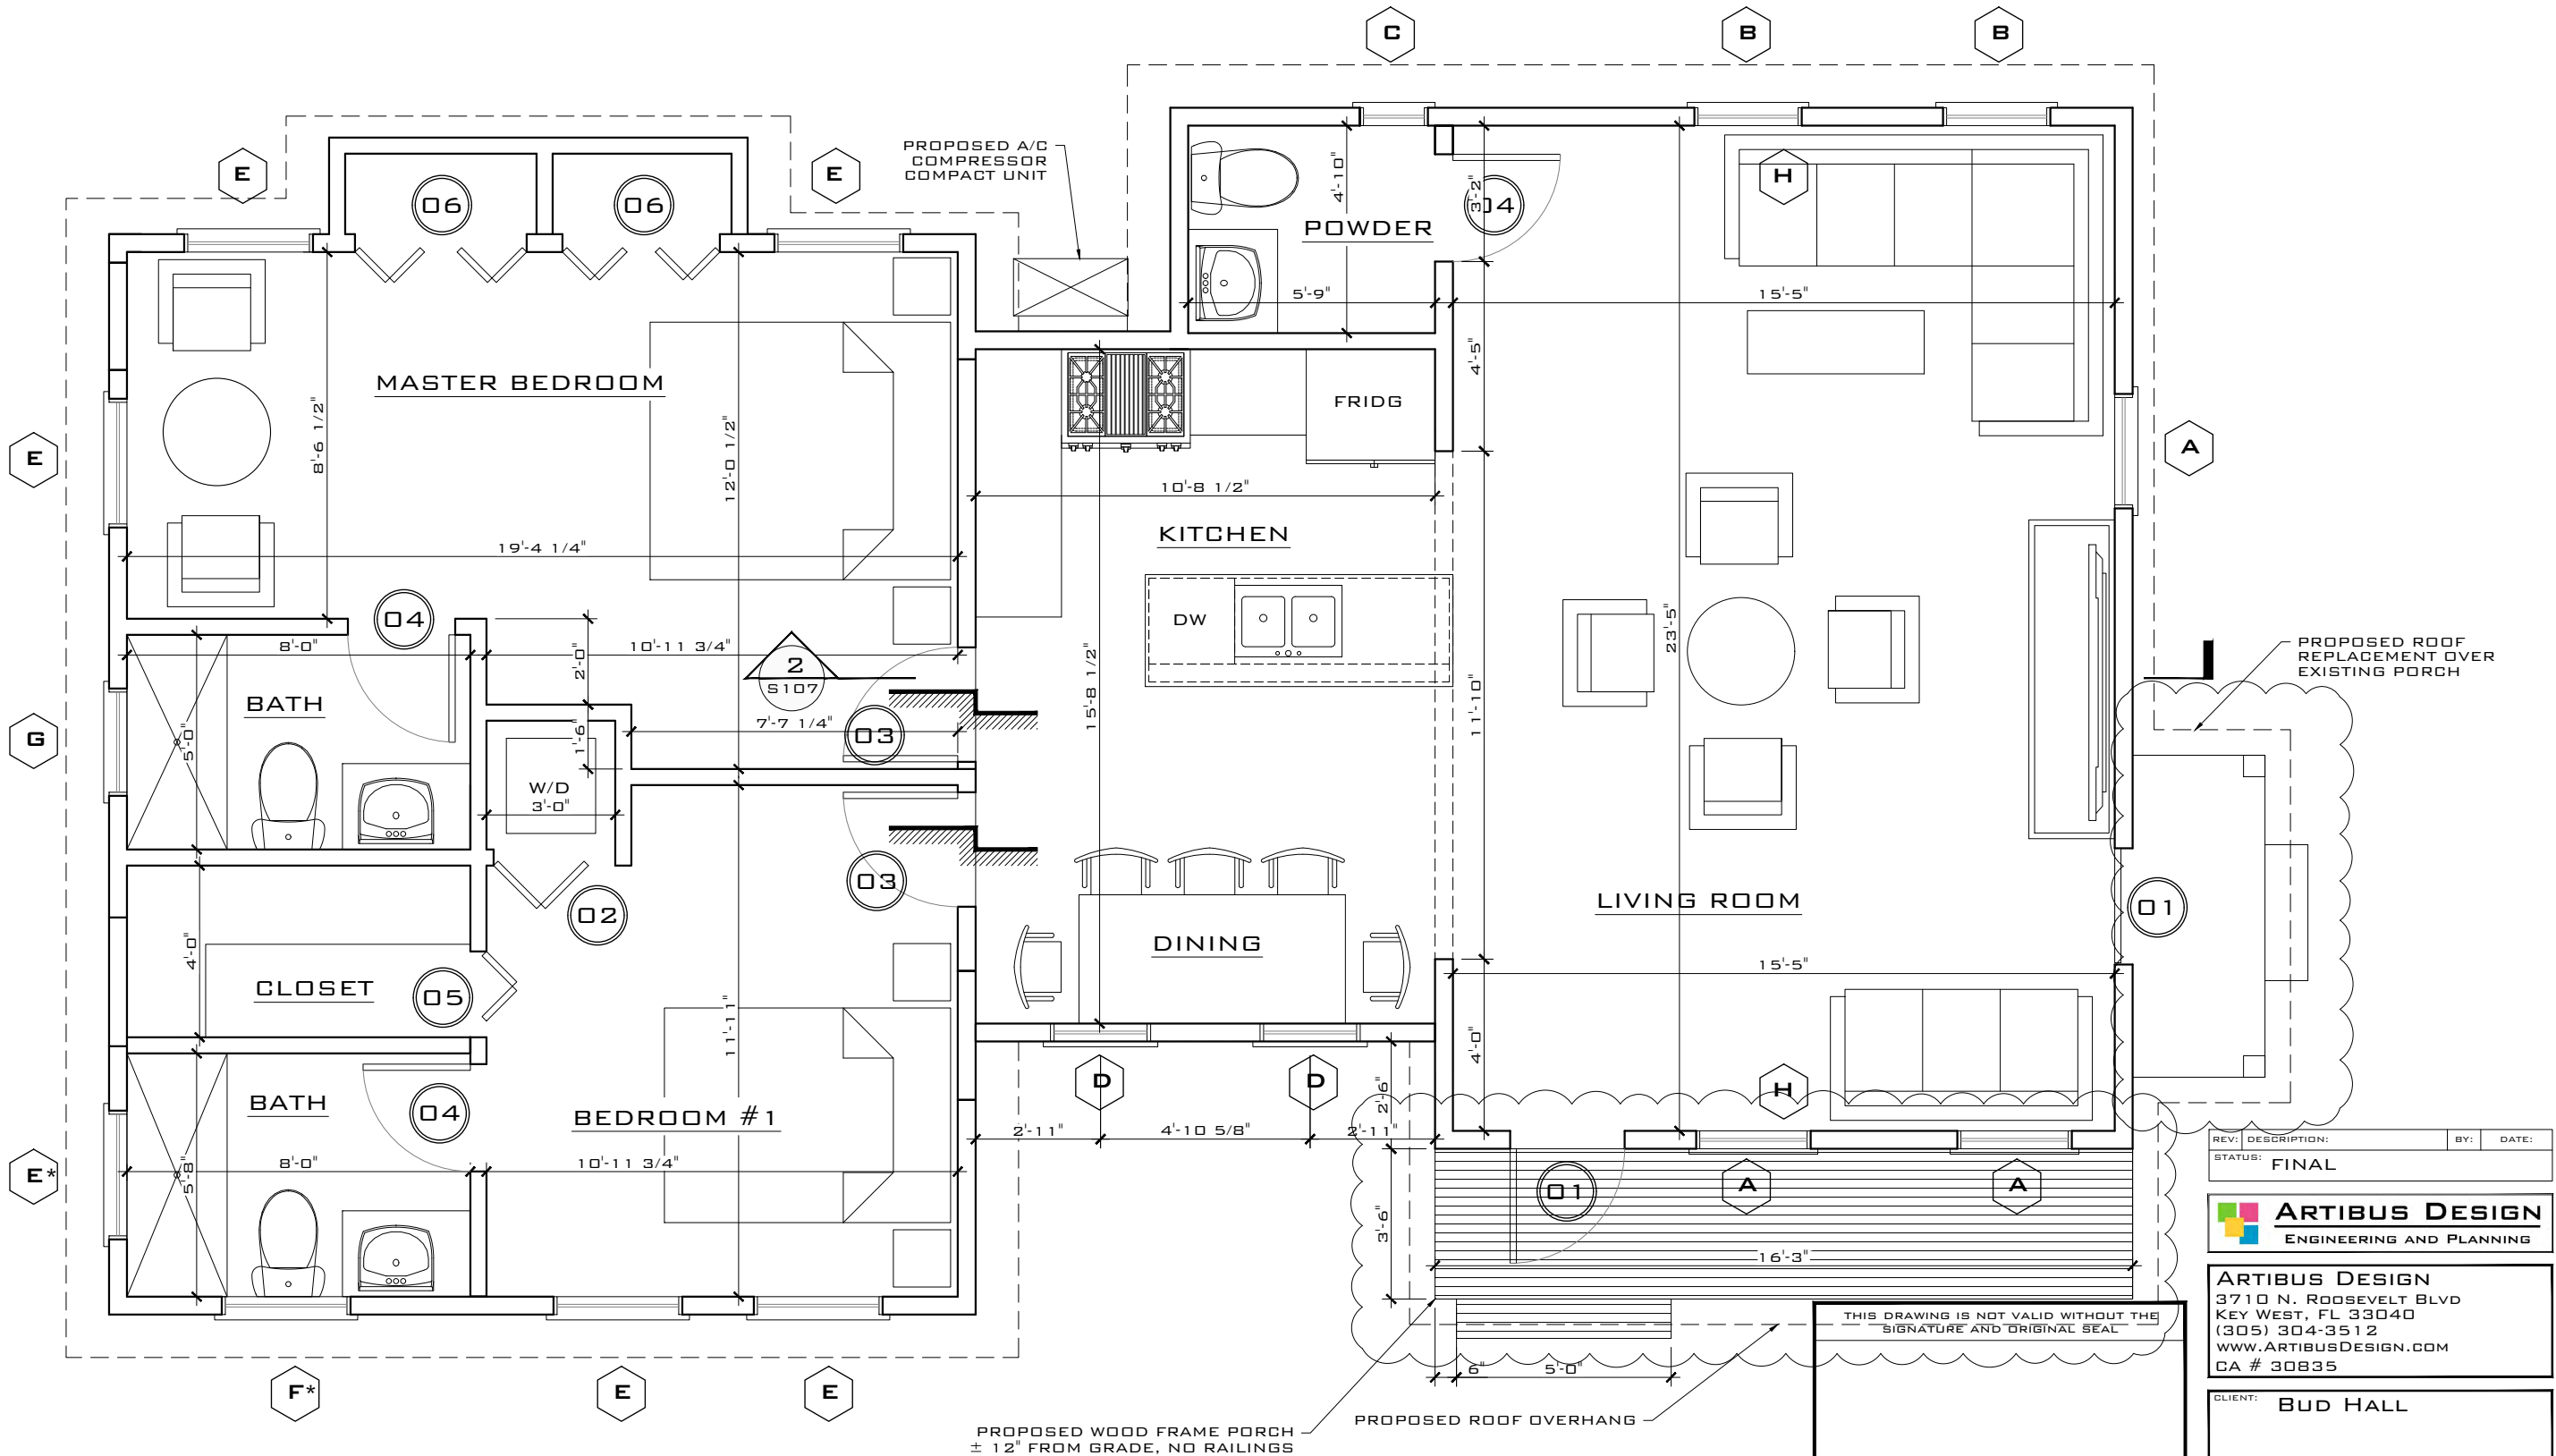 C
B
B
PROPOSED A/C
COMPRESSOR
COMPACT UNIT
E
E
06
06
4'-10"
3'-2"
04
H
POWDER
5'-9"
15'-5"
MASTER BEDROOM
8'-6 1/2"
12'-0 1/2"
4'-5"
FRIDG
E
A
10'-8 1/2"
KITCHEN
19'-4 1/4"
04
DW
23'-5"
8'-0"
2'-0"
10'-11 3/4"
2
S107
PROPOSED ROOF
REPLACEMENT OVER
EXISTING PORCH
BATH
G
5'-0"
1'-6"
7'-7 1/4"
03
15'-8 1/2"
11'-10"
W/D
3'-0"
03
02
LIVING ROOM
01
4'-0"
DINING
15'-5"
CLOSET
05
11'-11"
4'-0"
D
D
H
2'-6"
BATH
04
BEDROOM #1
2'-11"
4'-10 5/8"
2'-11"
E*
5'-8"
8'-0"
10'-11 3/4"
01
A
A
3'-6"
16'-3"
REV:
DESCRIPTION:
BY:
DATE:
STATUS: FINAL
ARTIBUS DESIGN
ENGINEERING AND PLANNING
ARTIBUS DESIGN
3710 N. ROOSEVELT BLVD
KEY WEST, FL 33040
(305) 304-3512
WWW.ARTIBUSDESIGN.COM
CA # 30835
THIS DRAWING IS NOT VALID WITHOUT THE
SIGNATURE AND ORIGINAL SEAL
6"
5'-0"
F*
E
E
CLIENT: BUD HALL
PROPOSED WOOD FRAME PORCH
± 12" FROM GRADE, NO RAILINGS
PROPOSED ROOF OVERHANG